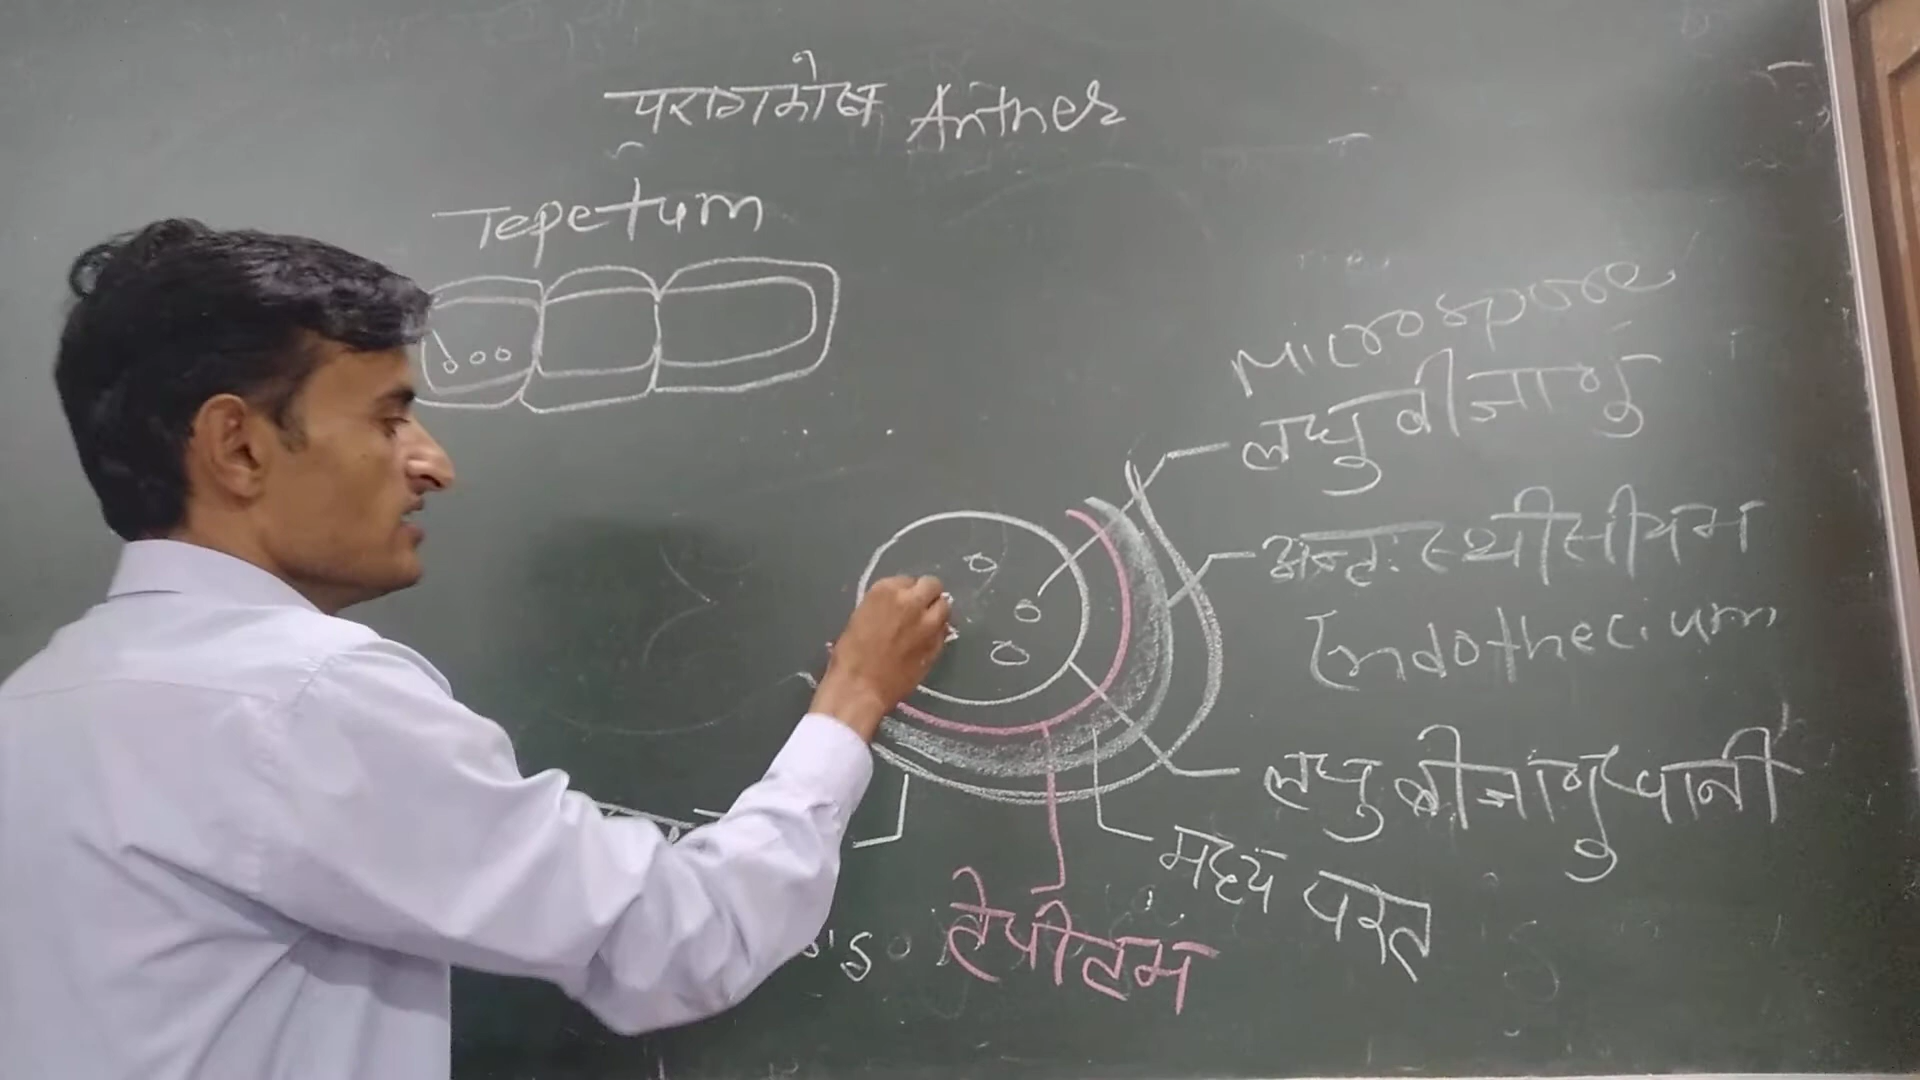 परागकोष Anther
Tepetum
Microspore
लघुबीजाणु
अन्तः स्थीसीयम
Endothecium
लघुबीजाणुधानी
मध्य परत
टेपीटम